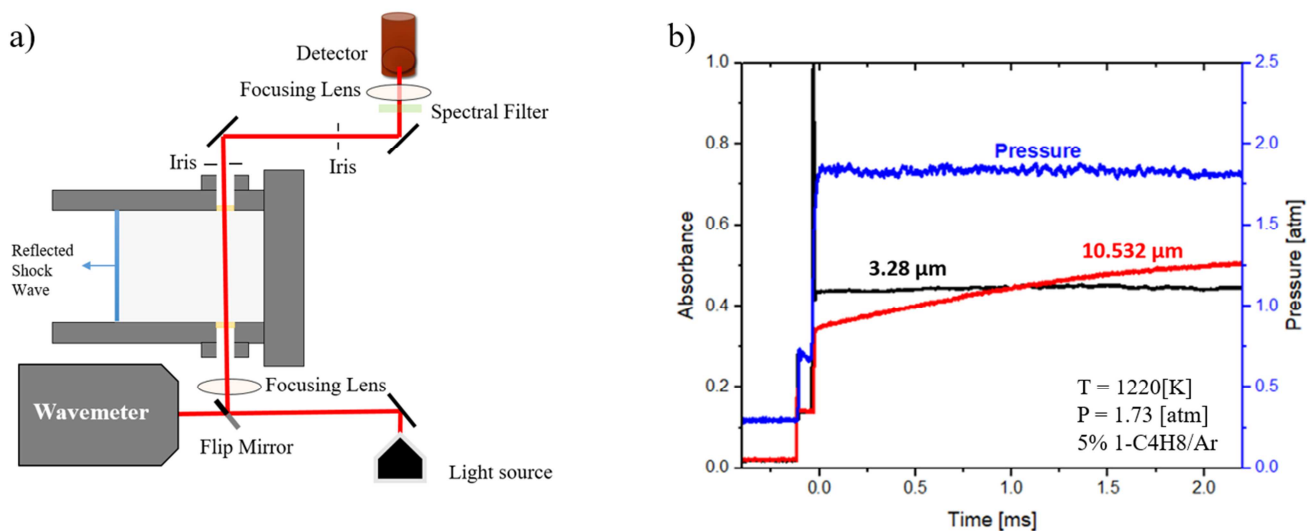 a)
Detector
Focusing Lens
Spectral Filter
Iris
Iris
Reflected
Shock
Wave
Focusing Lens
Wavemeter
Flip Mirror
Light source
b)
1.0
0.8
0.6
0.4
0.2
0.0
Absorbance
2.5
2.0
1.5
1.0
0.5
0.0
Pressure [atm]
Pressure
10.532 µm
3.28 µm
T = 1220[K]
P = 1.73 [atm]
5% 1-C4H8/Ar
0.0 0.5 1.0 1.5 2.0
Time [ms]